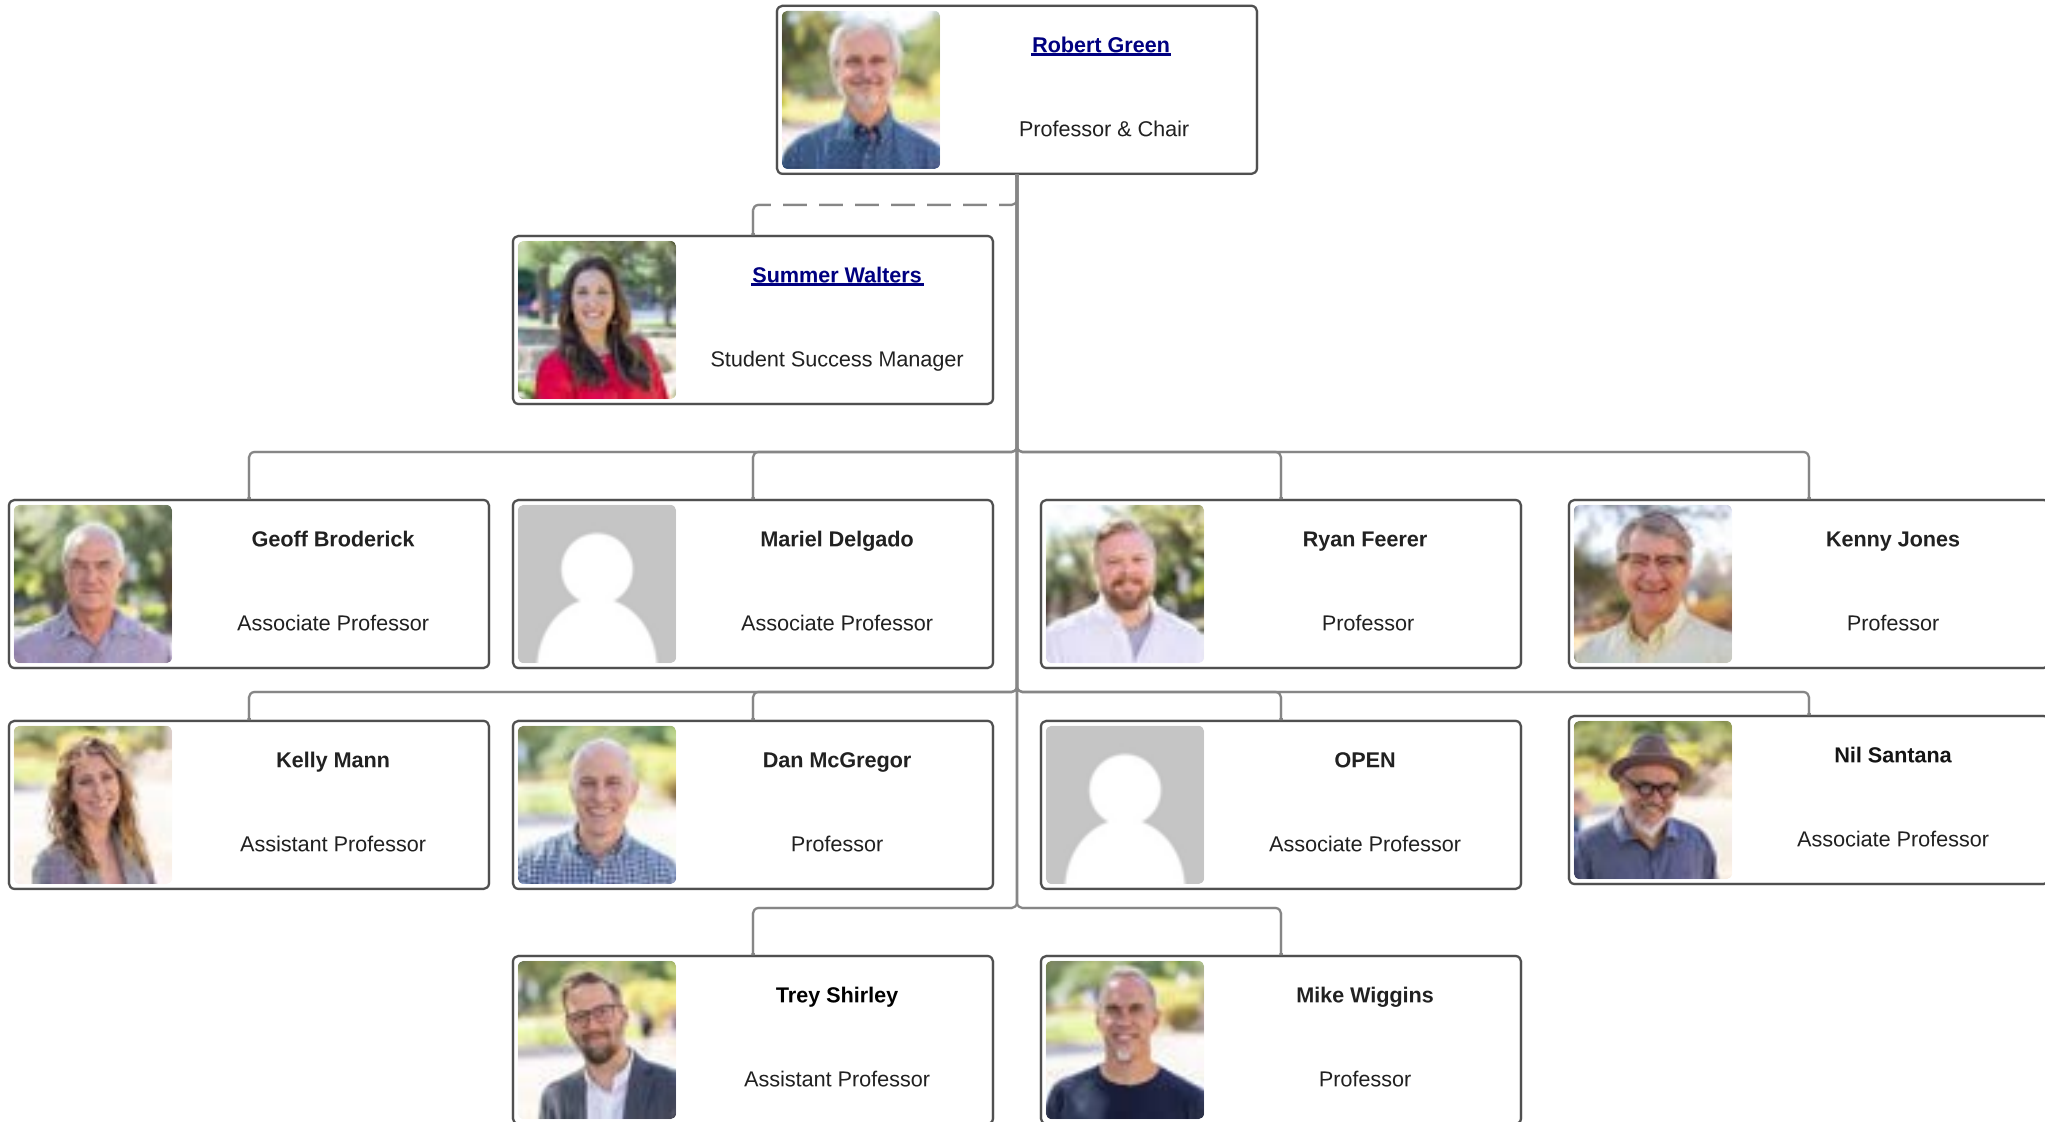 Robert Green
Professor & Chair
Summer Walters
Student Success Manager
Geoff Broderick
Associate Professor
Mariel Delgado
Associate Professor
Ryan Feerer
Professor
Kenny Jones
Professor
Kelly Mann
Assistant Professor
Dan McGregor
Professor
OPEN
Associate Professor
Nil Santana
Associate Professor
Trey Shirley
Assistant Professor
Mike Wiggins
Professor